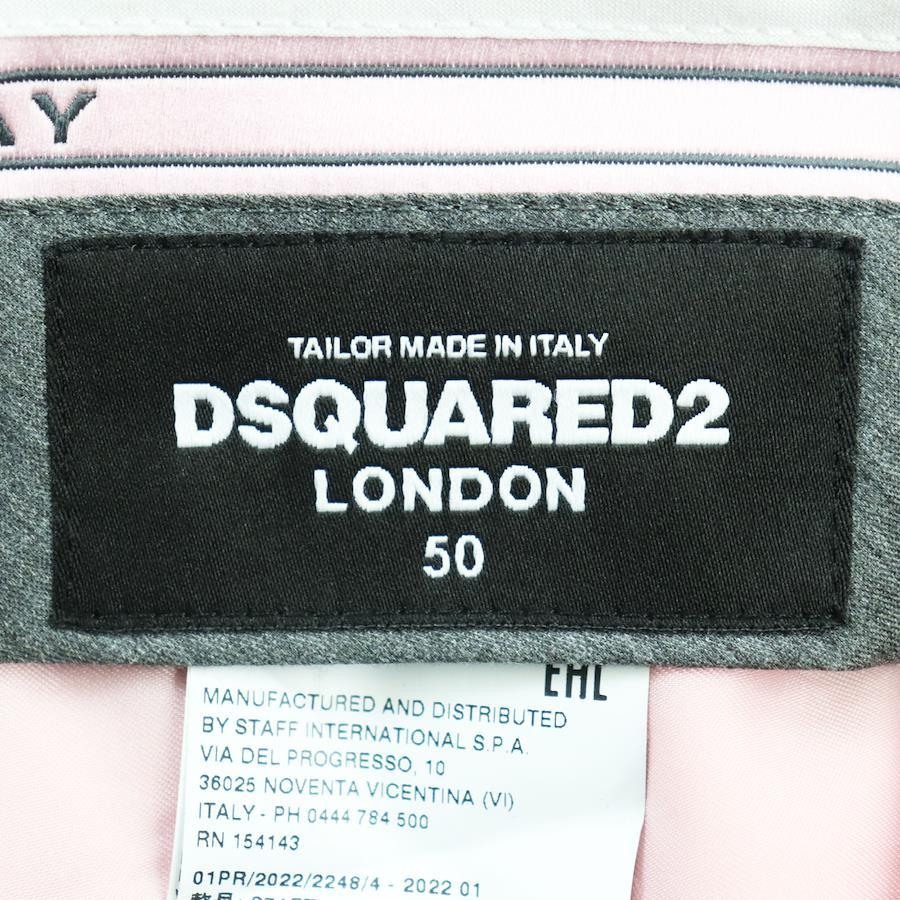 AY
TAILOR MADE IN ITALY
DSQUARED2
LONDON
50
EAC
MANUFACTURED AND DISTRIBUTED
BY STAFF INTERNATIONAL S.P.A.
VIA DEL PROGRESSO, 10
36025 NOVENTA VICENTINA (VI)
ITALY - PH 0444 784 500
RN 154143
01PR/2022/2248/4 - 2022 01